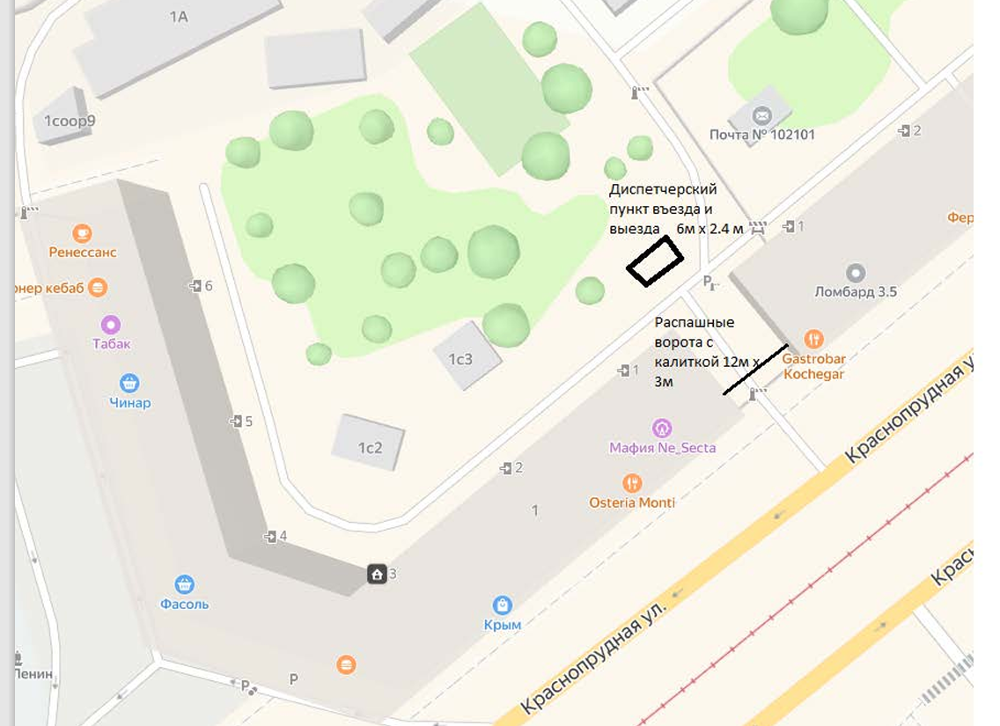 1А
1соор9
Почта № 102101
2
Диспетчерский
пункт въезда и
выезда 6м х 2.4 м
1
Фер
Ренессанс
6
P
Ломбард 3.5
онер кебаб
Табак
Распашные
ворота с
калиткой 12м х
3м
Gastrobar
Kochegar
1с3
1
Чинар
5
Мафия Ne_Secta
Краснопрудная у
1с2
2
Osteria Monti
1
4
3
Фасоль
Крым
Краснопрудная ул.
Красн
Ленин
P
P